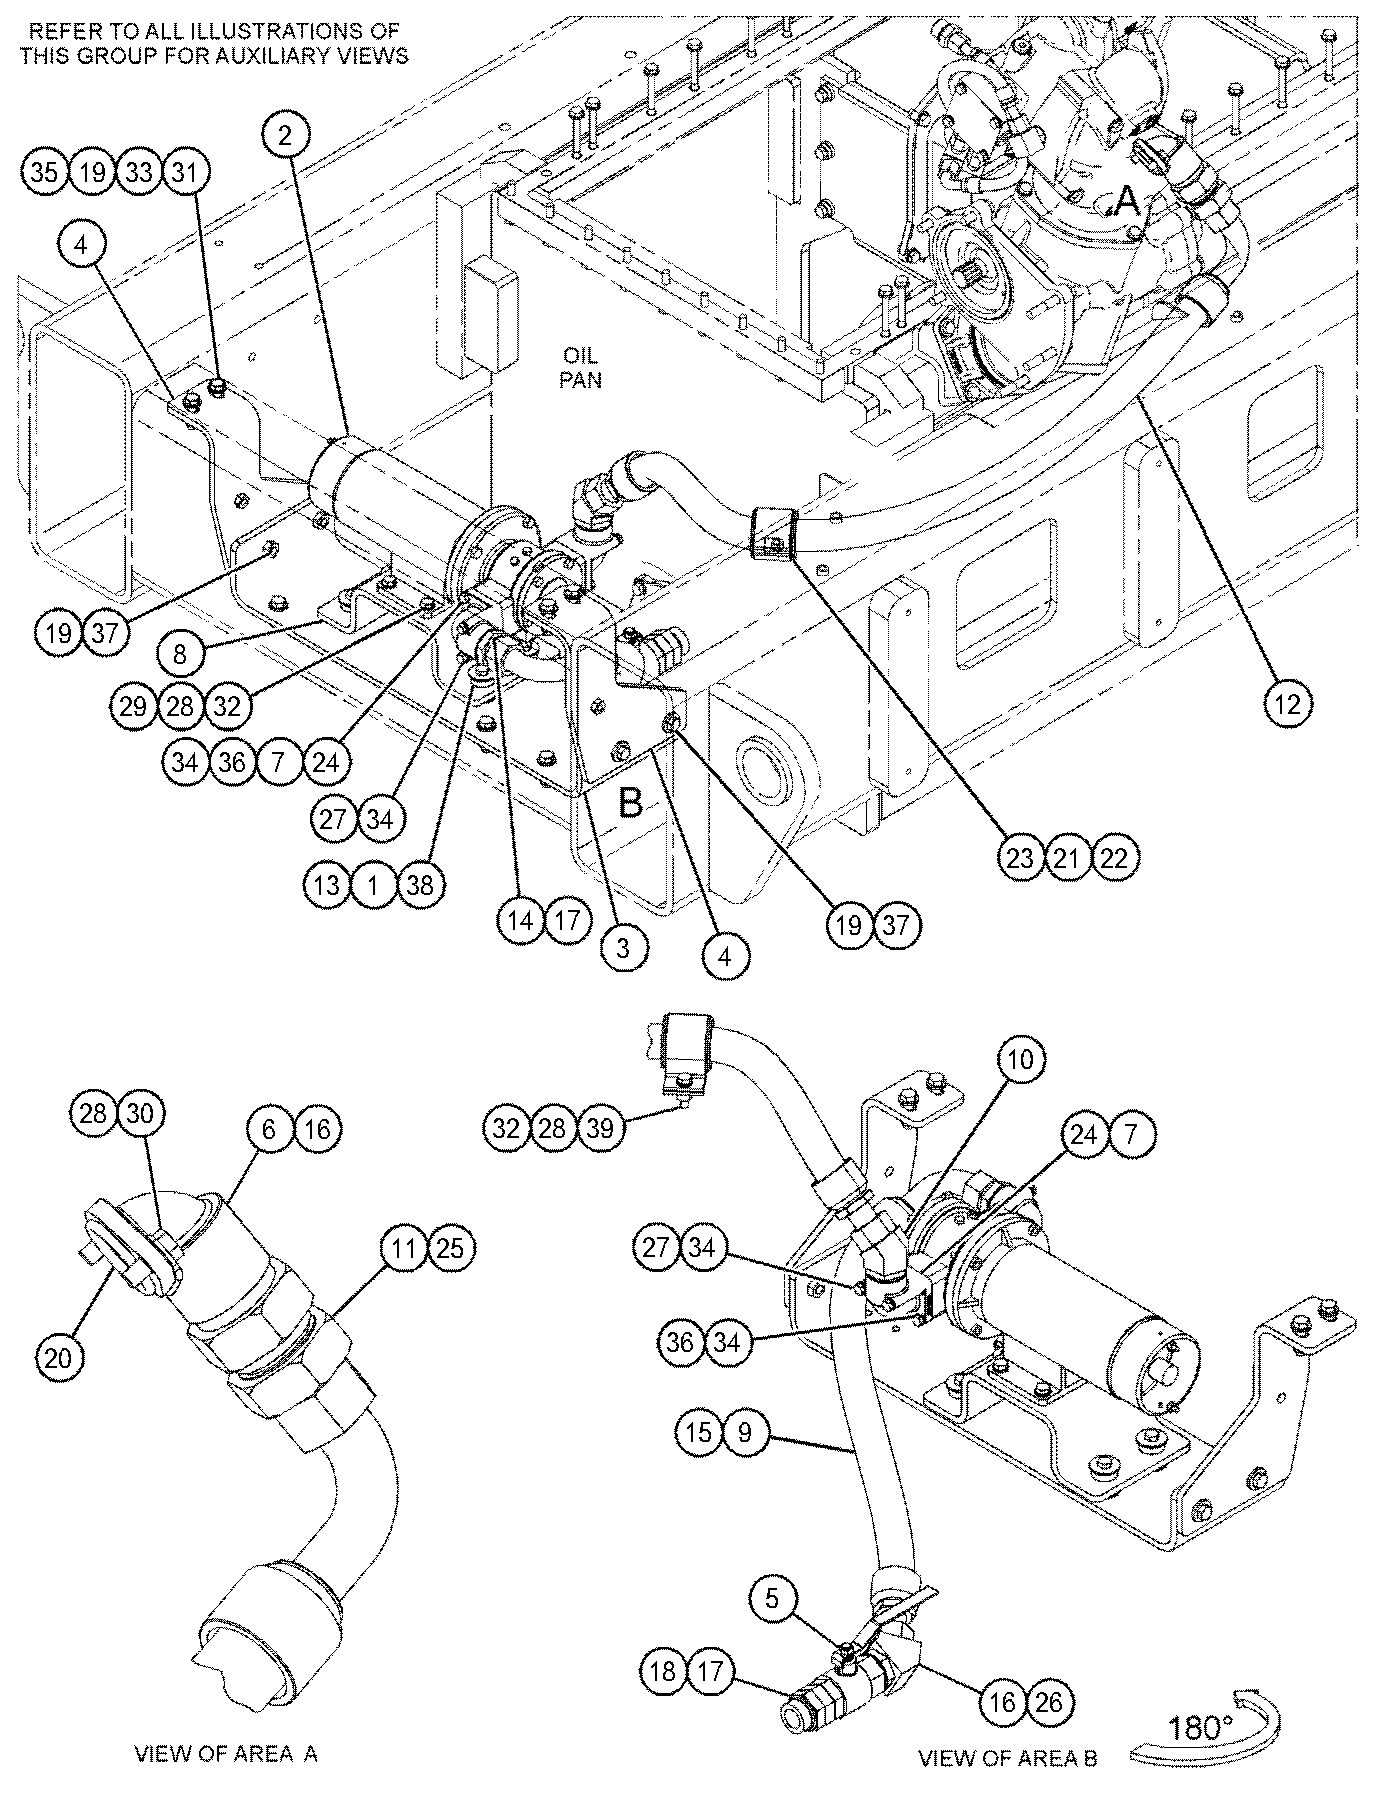 REFER TO ALL ILLUSTRATIONS OF
THIS GROUP FOR AUXILIARY VIEWS
2
35 19 33 31
4
A
OIL
PAN
12
19 37
8
29 28 32
34 36 7 24
27 34
13 1 38
14 17
3
4
B
19 37
23 21 22
28 30
6 16
11 25
20
VIEW OF AREA A
32 28 39
10
24 7
27 34
36 34
15 9
5
18 17
16 26
180°
VIEW OF AREA B